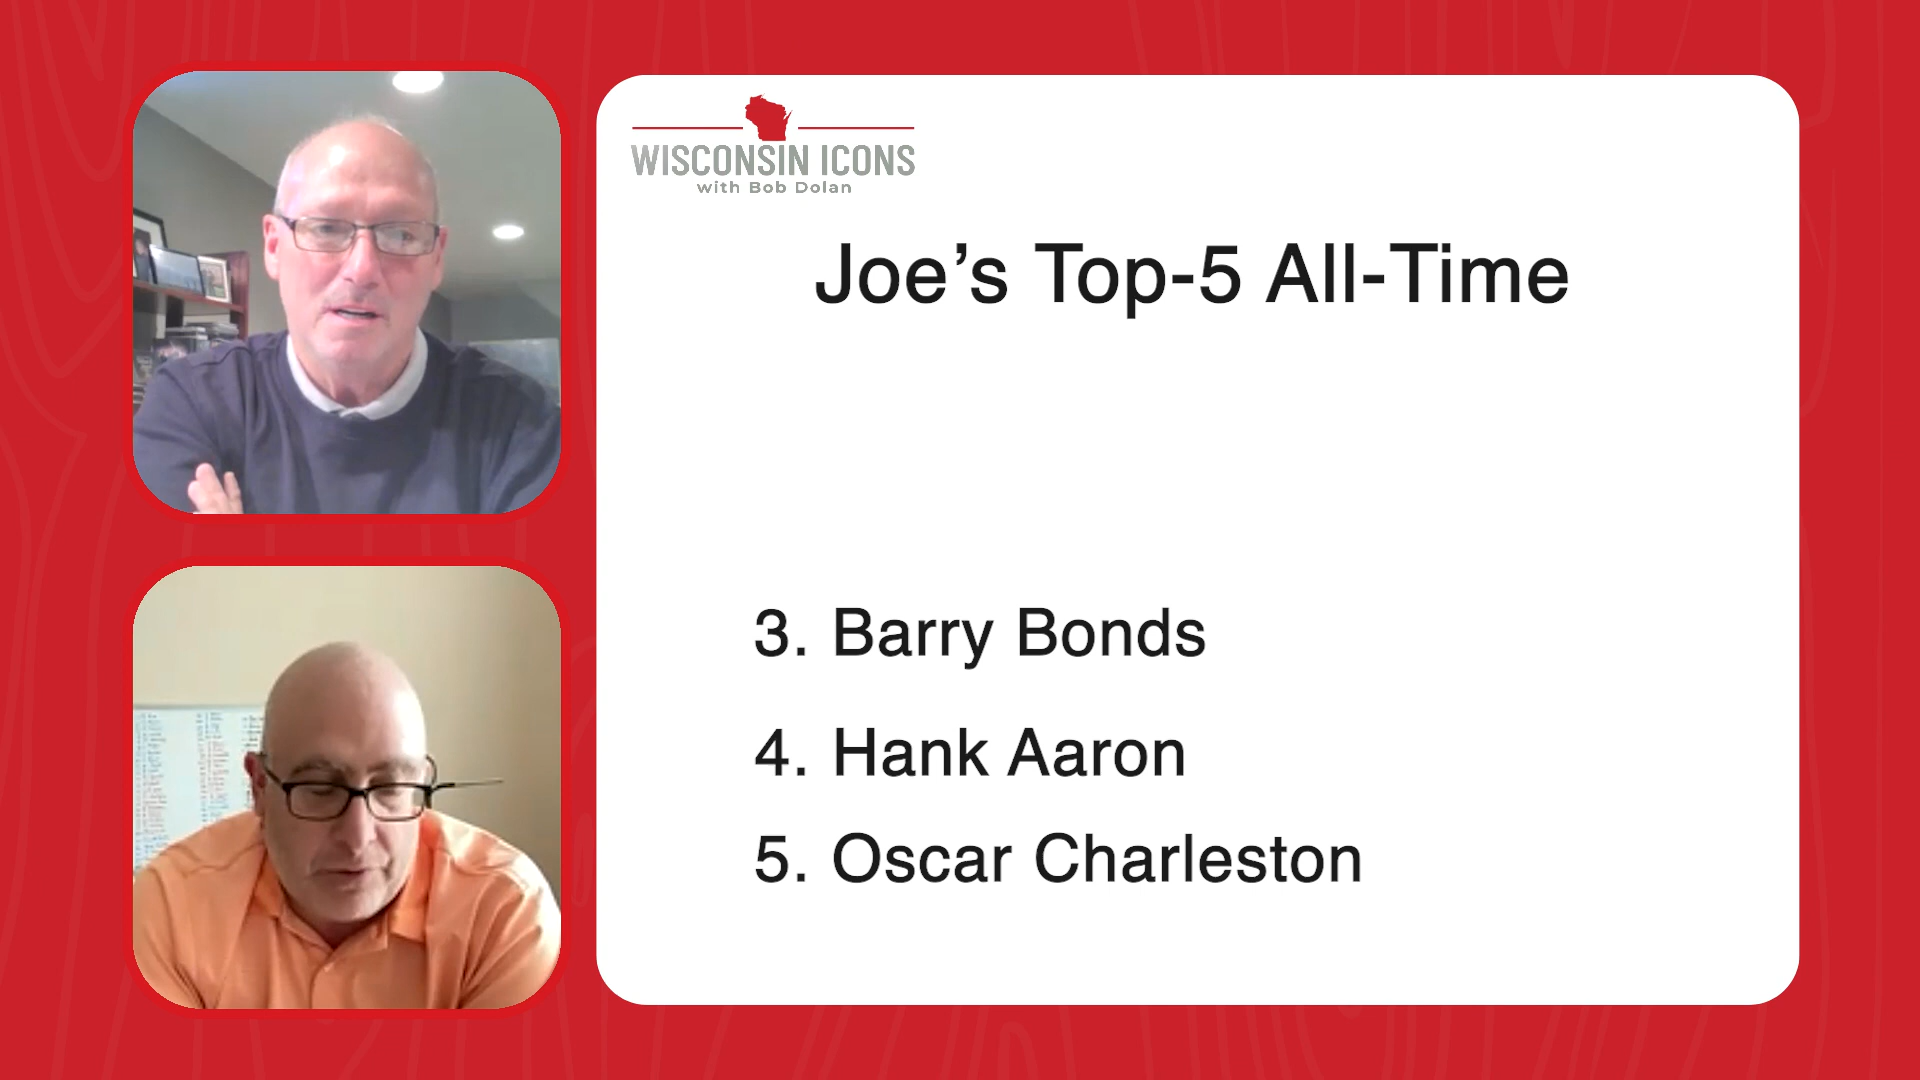 WISCONSIN ICONS
with Bob Dolan
Joe's Top-5 All-Time
3. Barry Bonds
4. Hank Aaron
5. Oscar Charleston